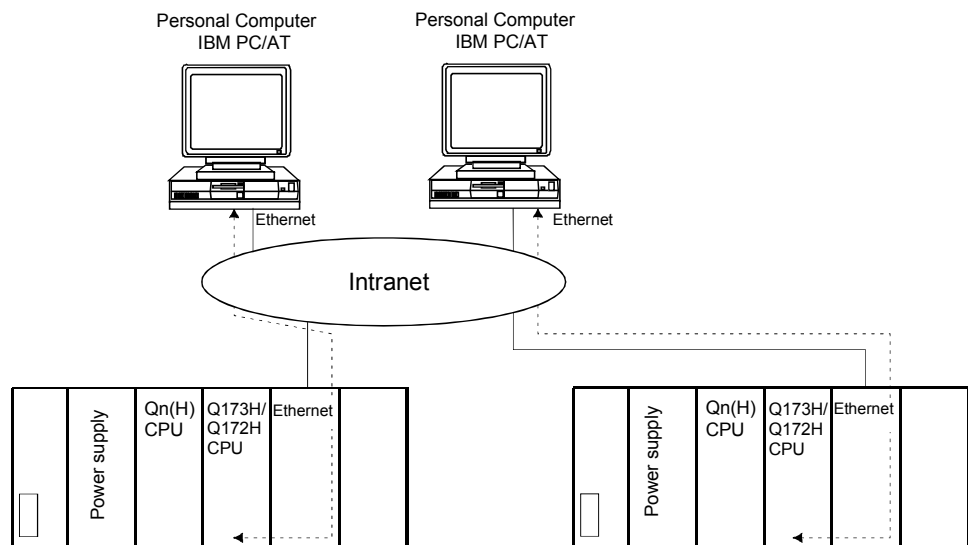 Personal Computer
IBM PC/AT
Personal Computer
IBM PC/AT
Ethernet
Ethernet
Intranet
Power supply
Qn(H)
CPU
Q173H/
Q172H
CPU
Ethernet
Power supply
Qn(H)
CPU
Q173H/
Q172H
CPU
Ethernet